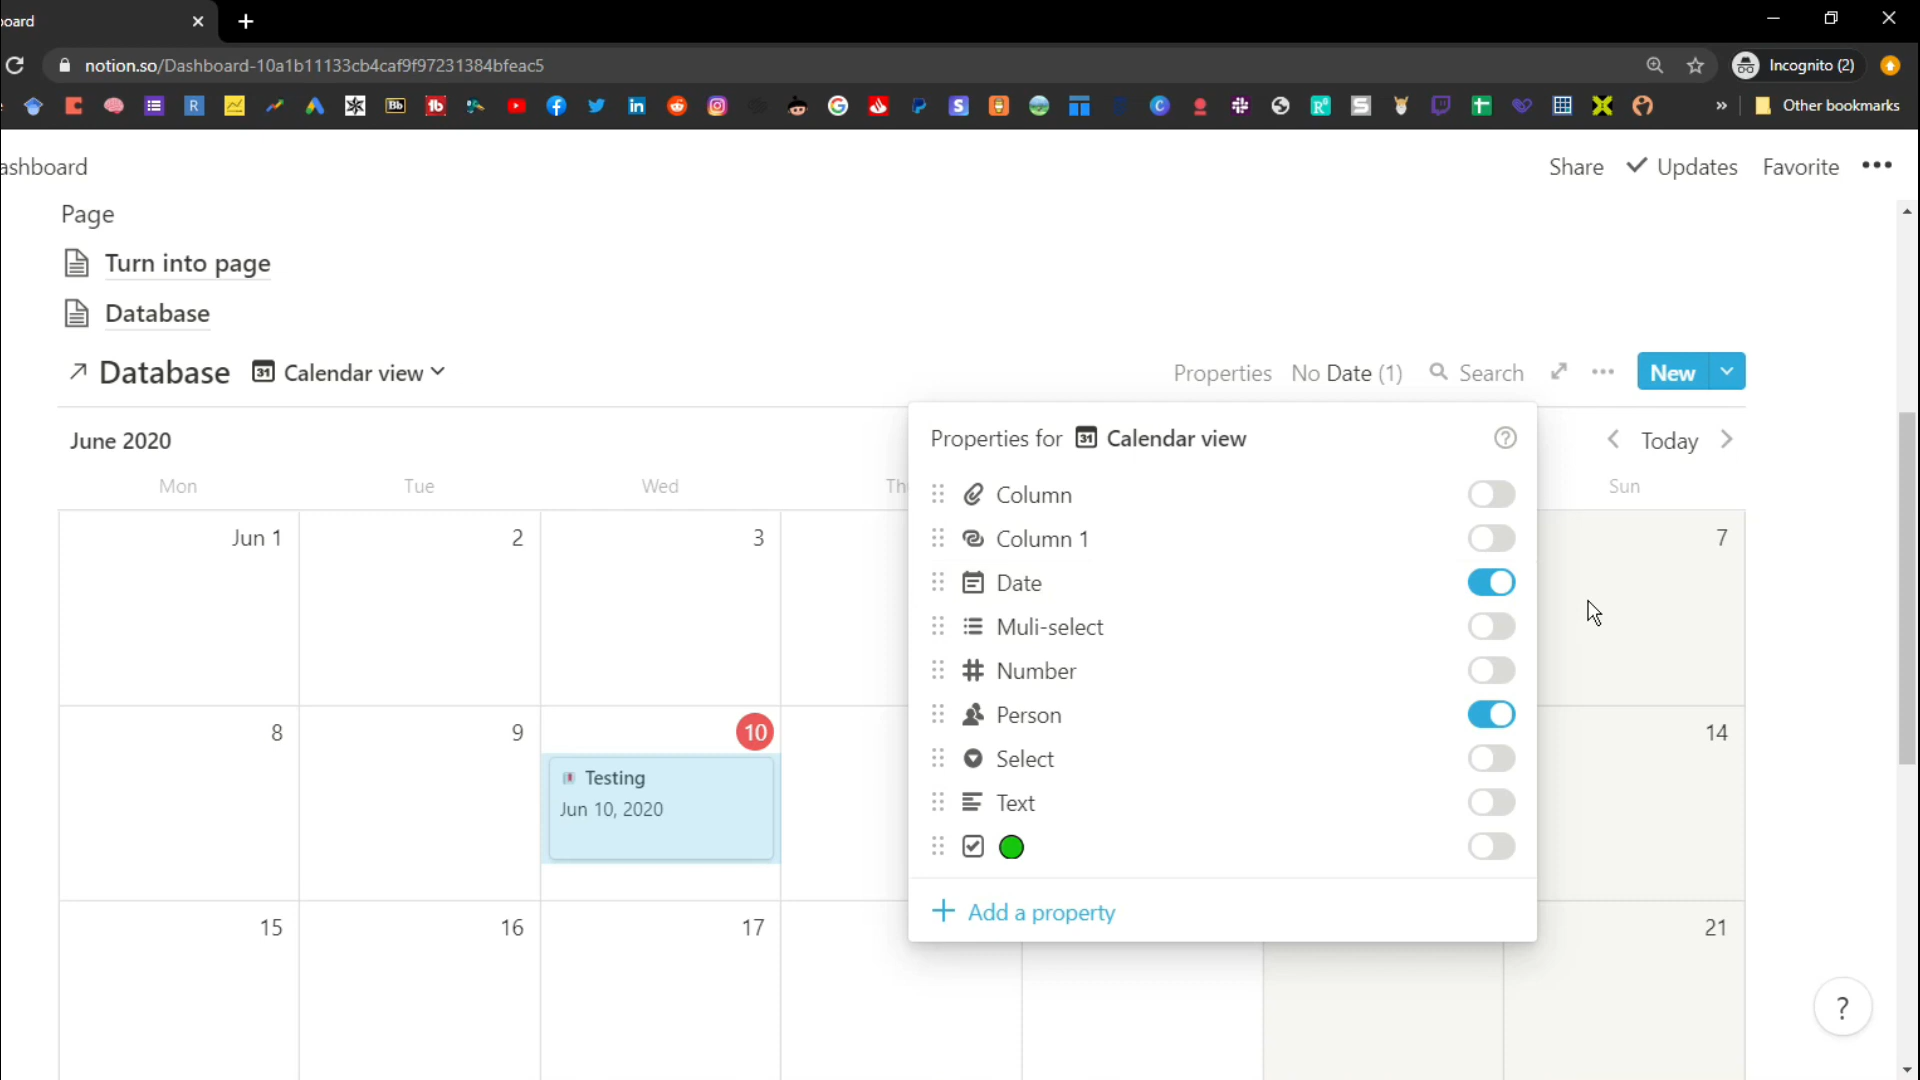 board
notion.so/Dashboard-10a1b11133cb4caf9f97231384bfeac5
Incognito (2)
Other bookmarks
ashboard
Share
Updates
Favorite
Page
Turn into page
Database
Database
Calendar view
Properties
No Date (1)
Search
New
June 2020
Properties for Calendar view
Today
Mon
Tue
Wed
Th
Sun
Column
Column 1
Date
Muli-select
Number
Person
Select
Text
Add a property
Jun 1
2
3
7
8
9
10
14
Testing
Jun 10, 2020
15
16
17
21
?